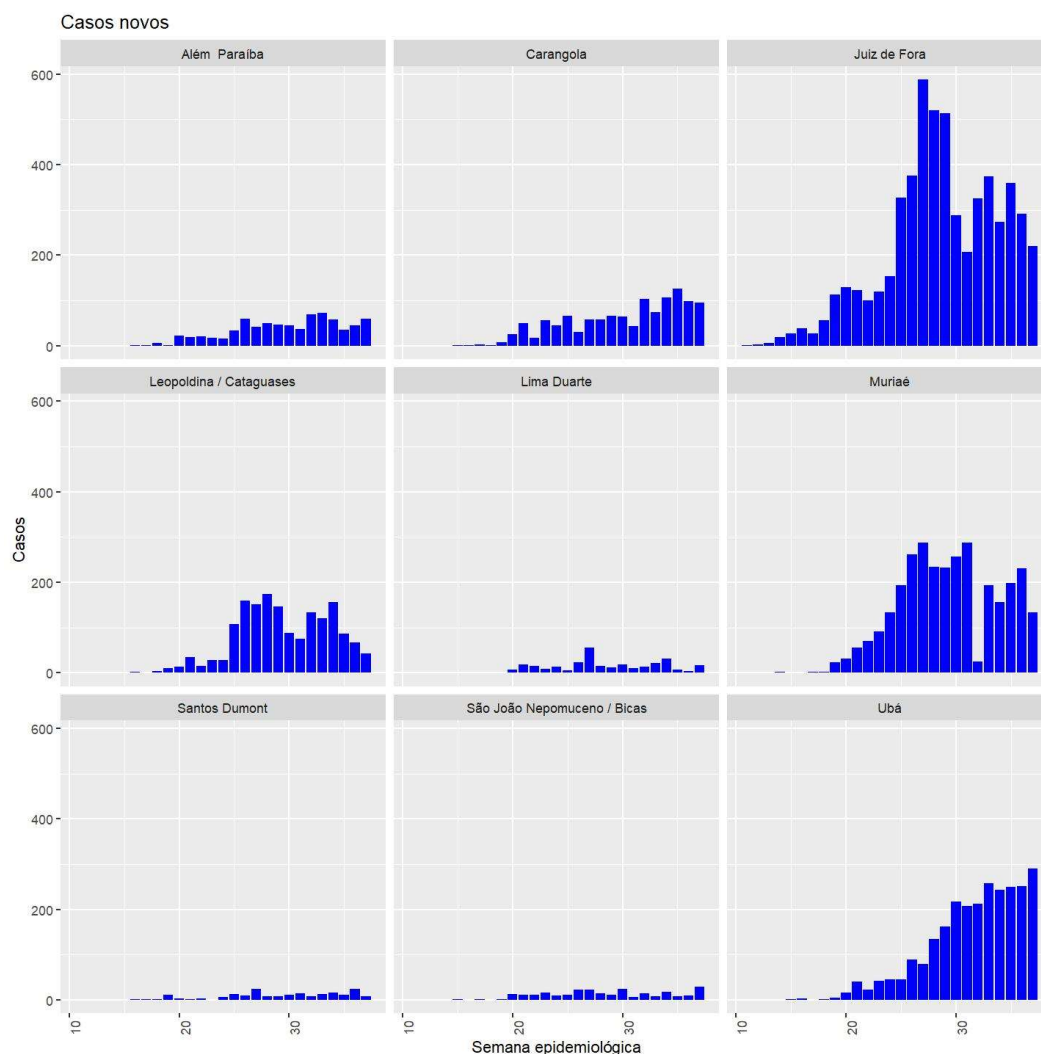 Casos novos
Além  Paraíba
Carangola
Juiz de Fora
600
400
200
0
Leopoldina / Cataguases
Lima Duarte
Muriaé
600
400
200
0
Casos
Santos Dumont
São João Nepomuceno / Bicas
Ubá
600
400
200
0
10
20
30
10
20
30
10
20
30
Semana epidemiológica